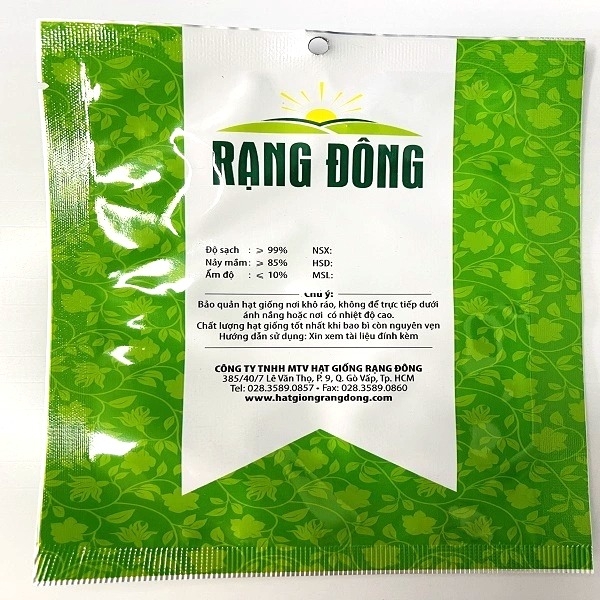 RẠNG ĐÔNG
Độ sạch : ⩾ 99% NSX:
Nảy mầm : ⩾ 85% HSD:
Ẩm độ : ⩽ 10% MSL:
Chú ý:
Bảo quản hạt giống nơi khô ráo, không để trực tiếp dưới
ánh nắng hoặc nơi có nhiệt độ cao.
Chất lượng hạt giống tốt nhất khi bao bì còn nguyên vẹn
Hướng dẫn sử dụng: Xin xem tài liệu đính kèm
CÔNG TY TNHH MTV HẠT GIỐNG RẠNG ĐÔNG
385/40/7 Lê Văn Thọ, P. 9, Q. Gò Vấp, Tp. HCM
Tel: 028.3589.0857 • Fax: 028.3589.0860
www.hatgiongrangdong.com